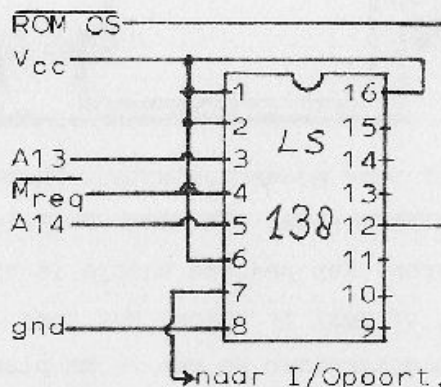 ROM CS
Vcc
1 16
2 LS 15
A13 3 14
Mreq 4 13
A14 5 138 12
6 11
7 10
gnd 8 9
naar I/Opoort.